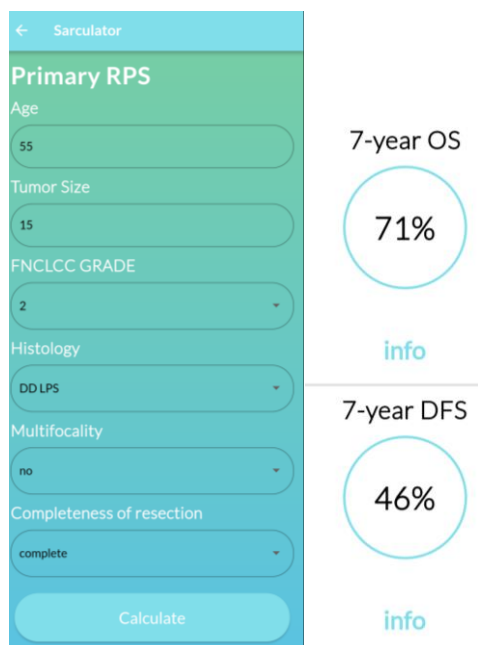 Sarculator
Primary RPS
Age
55
Tumor Size
15
FNCLCC GRADE
2
Histology
DD LPS
Multifocality
no
Completeness of resection
complete
Calculate
7-year OS
71%
info
7-year DFS
46%
info